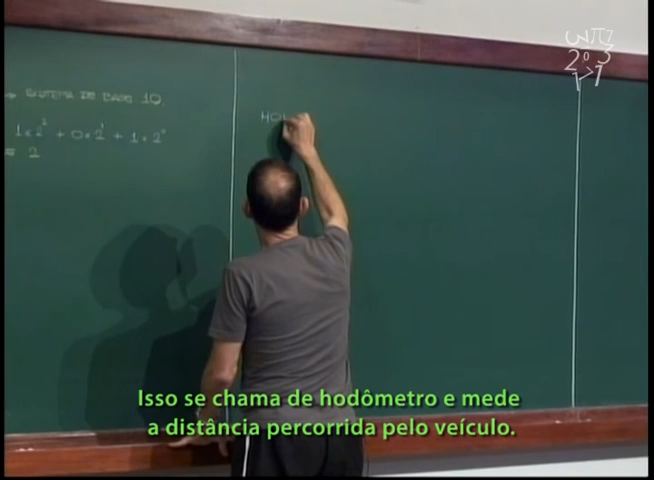 → SISTEMA DE BASE 10.
1×2² + 0×2¹ + 1×2⁰
= 2
HO
Isso se chama de hodômetro e mede
a distância percorrida pelo veículo.